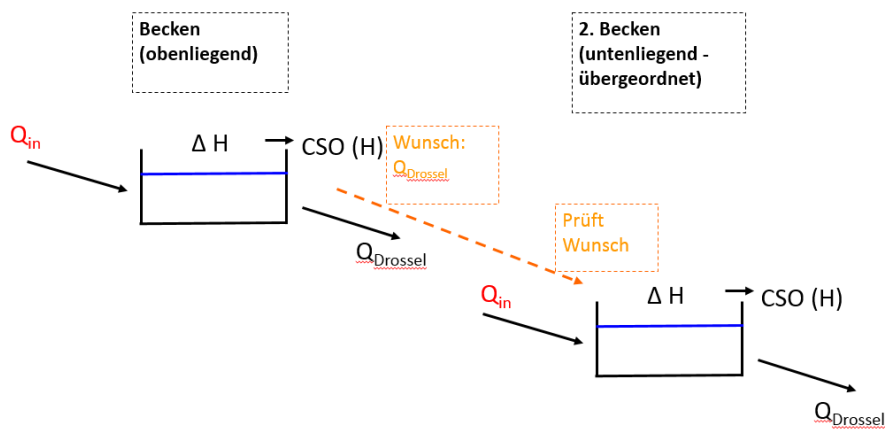 Becken
(obenliegend)
2. Becken
(untenliegend -
übergeordnet)
Qin
Δ H
CSO (H)
Wunsch:
QDrossel
QDrossel
Prüft
Wunsch
Qin
Δ H
CSO (H)
QDrossel